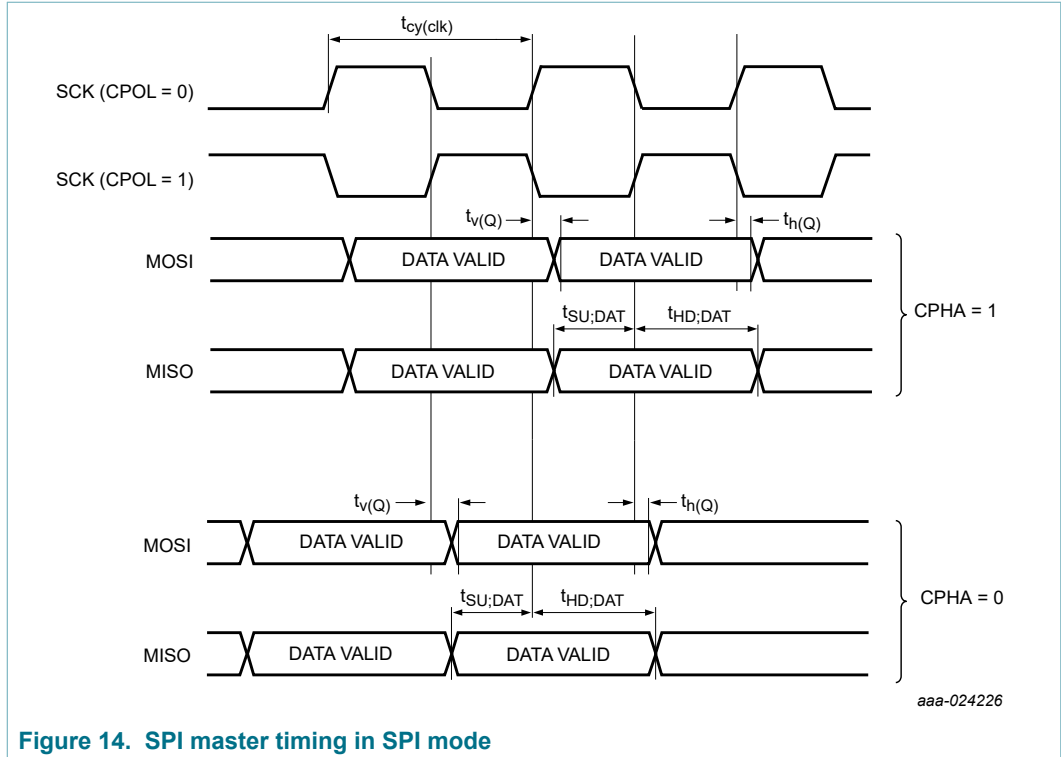 tcy(clk)
SCK (CPOL = 0)
SCK (CPOL = 1)
tv(Q)
th(Q)
MOSI
DATA VALID
DATA VALID
CPHA = 1
tSU;DAT
tHD;DAT
MISO
DATA VALID
DATA VALID
tv(Q)
th(Q)
MOSI
DATA VALID
DATA VALID
CPHA = 0
tSU;DAT
tHD;DAT
MISO
DATA VALID
DATA VALID
aaa-024226
Figure 14. SPI master timing in SPI mode